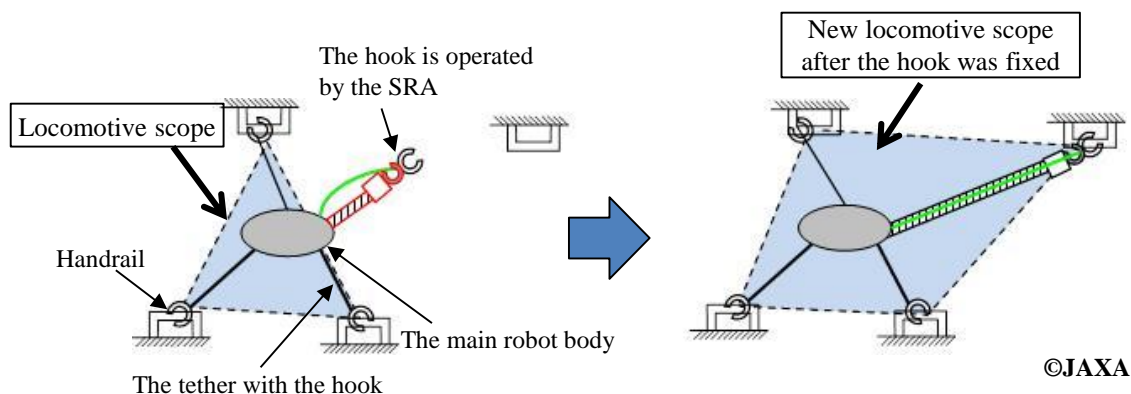 The hook is operated
by the SRA
Locomotive scope
Handrail
The main robot body
The tether with the hook
New locomotive scope
after the hook was fixed
©JAXA